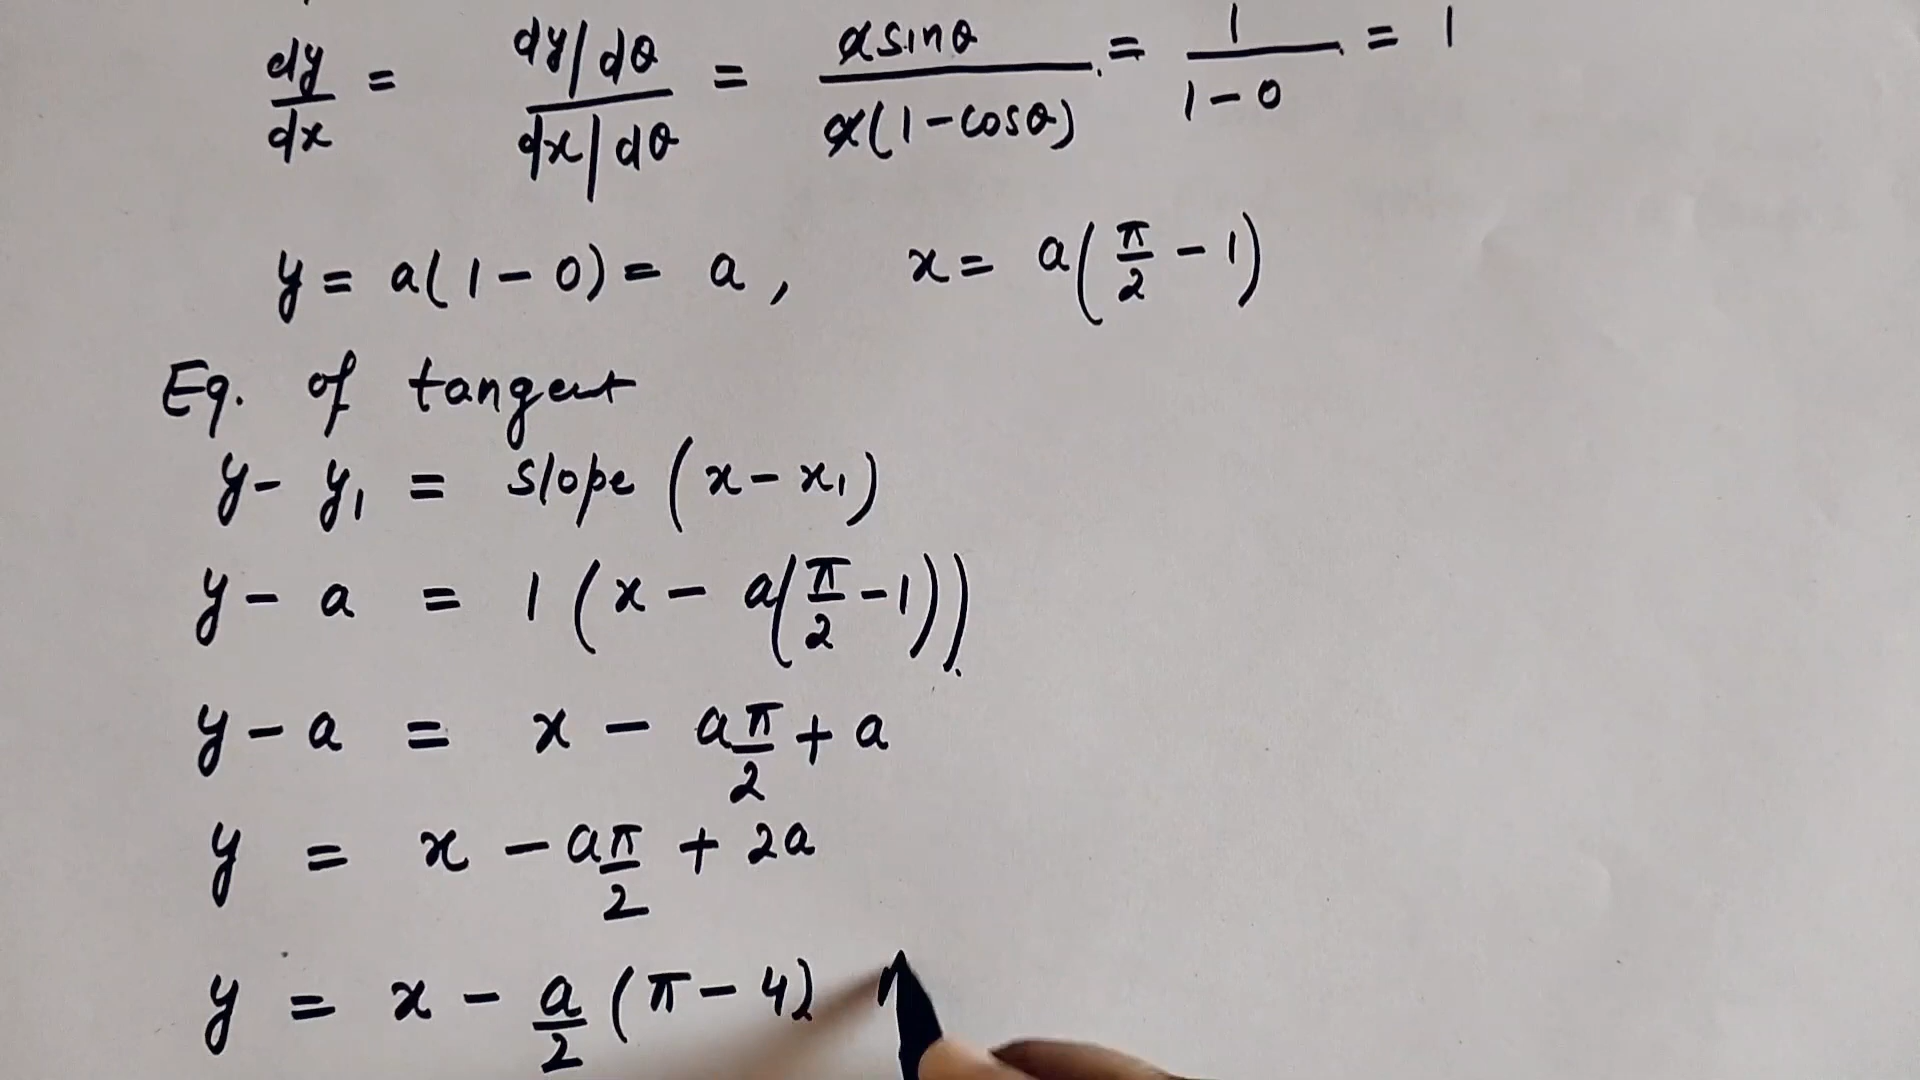 dy/dx = (dy/dθ)/(dx/dθ) = (a sinθ)/(a(1-cosθ)) = 1/(1-0) = 1
y = a(1-0) = a, x = a(π/2 - 1)
Eq. of tangent
y - y₁ = slope (x - x₁)
y - a = 1(x - a(π/2 - 1))
y - a = x - aπ/2 + a
y = x - aπ/2 + 2a
y = x - a/2 (π - 4)